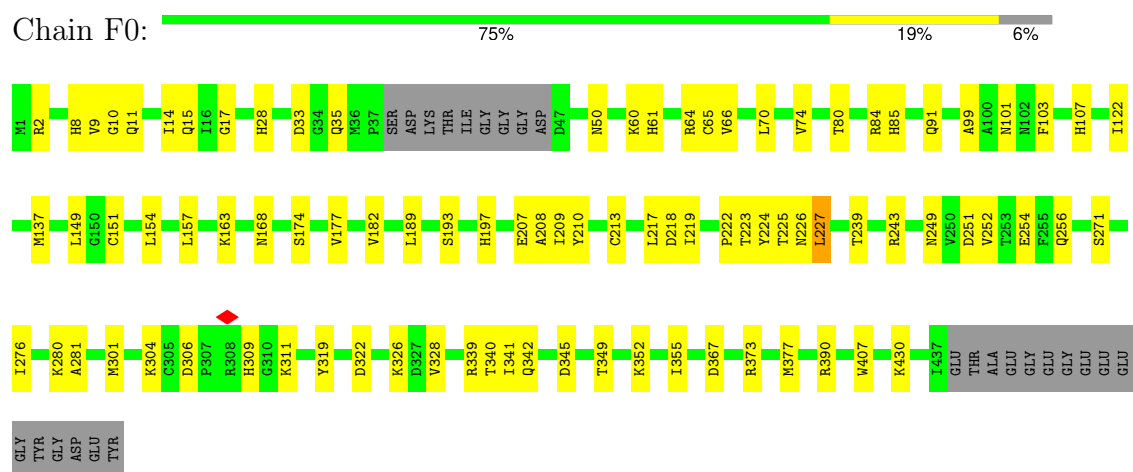 Chain F0:
75% 19% 6%
M1 R2 H8 V9 G10 Q11 I14 Q15 I16 G17 H28 D33 G34 Q35 M36 P37 SER ASP LYS THR ILE GLY GLY GLY ASP D47 N50 K60 H61 R64 C65 V66 L70 V74 T80 R84 H85 Q91 A99 A100 N101 N102 F103 H107 I122
M137 L149 G150 C151 L154 L157 K163 N168 S174 V177 V182 L189 S193 H197 E207 A208 I209 Y210 C213 L217 D218 I219 P222 T223 Y224 T225 N226 L227 T239 R243 N249 V250 D251 V252 T253 E254 F255 Q256 S271
I276 K280 A281 M301 K304 C305 D306 P307 R308 H309 G310 K311 Y319 D322 K326 D327 V328 R339 T340 I341 Q342 D345 T349 K352 I355 D367 R373 M377 R390 W407 K430 I437 GLU THR ALA GLU GLY GLU GLU GLY GLU GLU GLU
GLY TYR GLY ASP GLU TYR